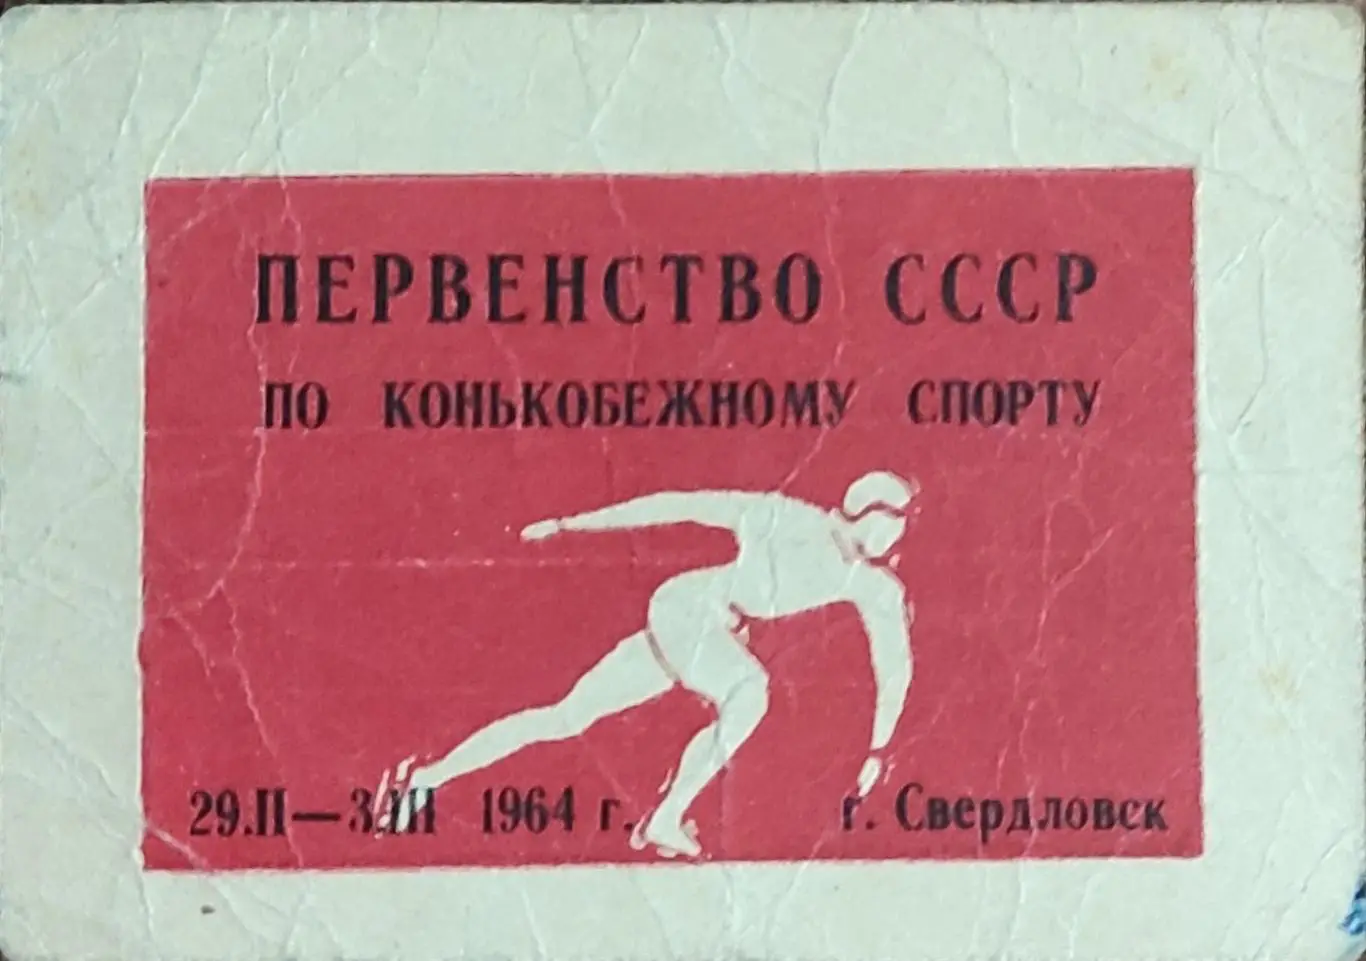 ПЕРВЕНСТВО СССР
ПО КОНЬКОБЕЖНОМУ СПОРТУ
29.II—3.III 1964 г. г. Свердловск